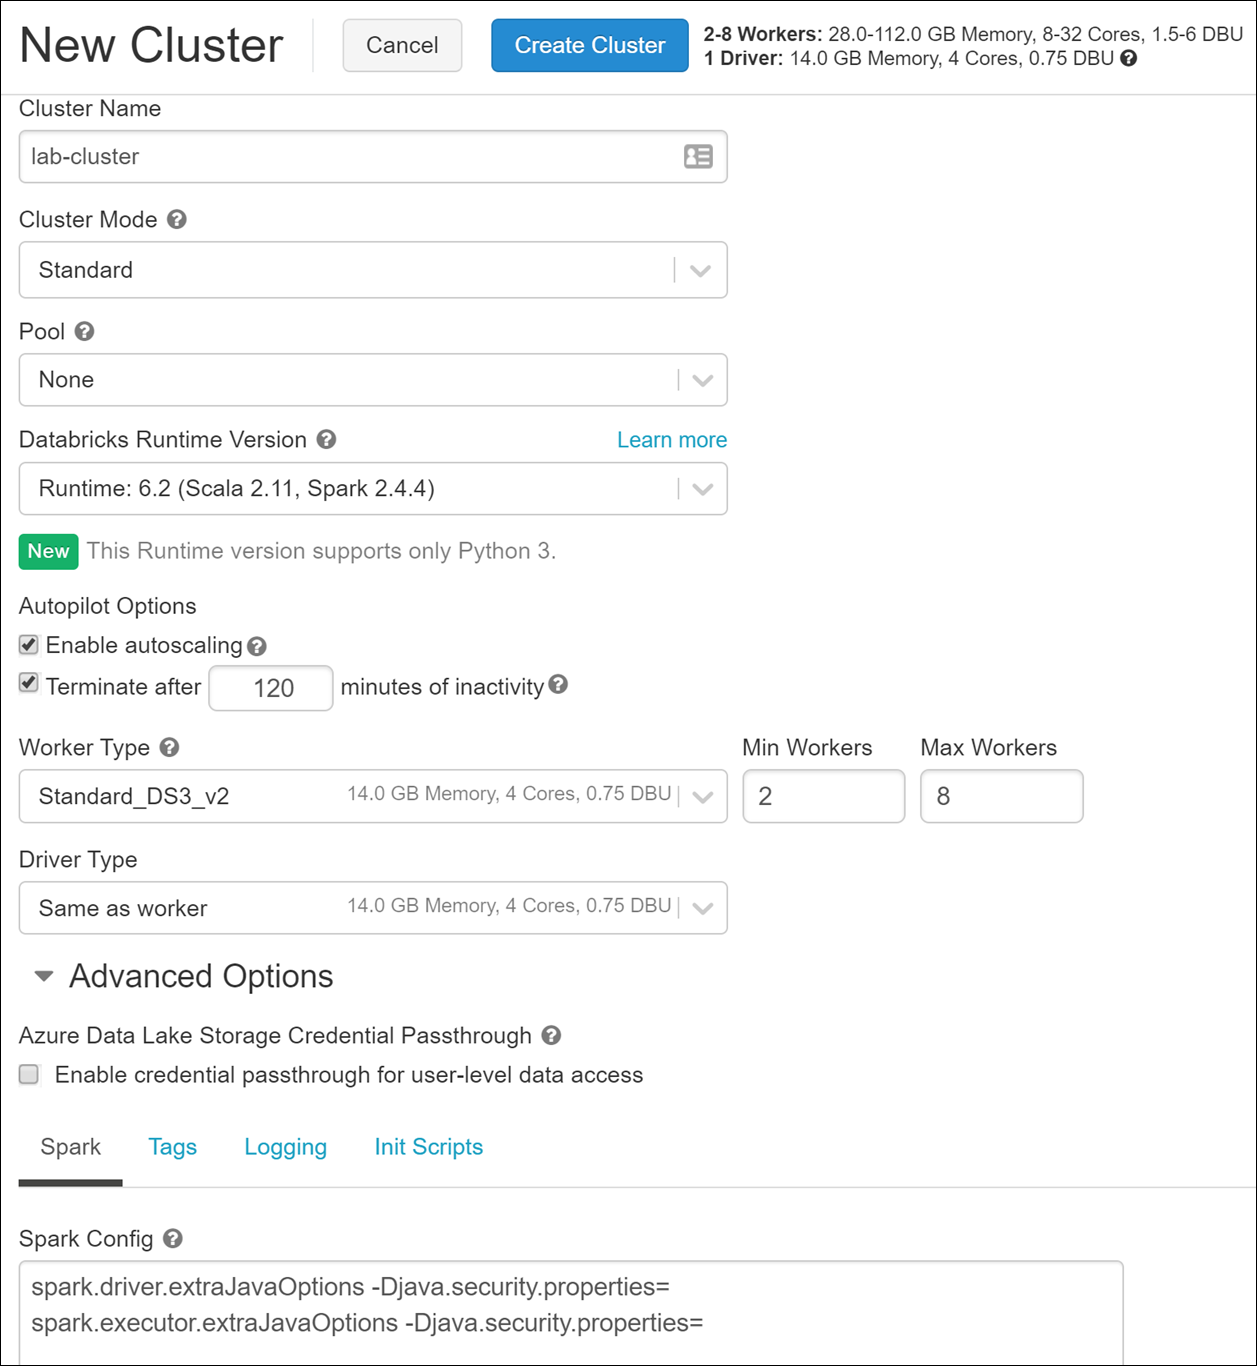 New Cluster
Cancel
Create Cluster
2-8 Workers: 28.0-112.0 GB Memory, 8-32 Cores, 1.5-6 DBU
1 Driver: 14.0 GB Memory, 4 Cores, 0.75 DBU ?
Cluster Name
lab-cluster
Cluster Mode ?
Standard
Pool ?
None
Databricks Runtime Version ? Learn more
Runtime: 6.2 (Scala 2.11, Spark 2.4.4)
New This Runtime version supports only Python 3.
Autopilot Options
Enable autoscaling ?
Terminate after 120 minutes of inactivity ?
Worker Type ? Min Workers Max Workers
Standard_DS3_v2 14.0 GB Memory, 4 Cores, 0.75 DBU 2 8
Driver Type
Same as worker 14.0 GB Memory, 4 Cores, 0.75 DBU
Advanced Options
Azure Data Lake Storage Credential Passthrough ?
Enable credential passthrough for user-level data access
Spark Tags Logging Init Scripts
Spark Config ?
spark.driver.extraJavaOptions -Djava.security.properties=
spark.executor.extraJavaOptions -Djava.security.properties=